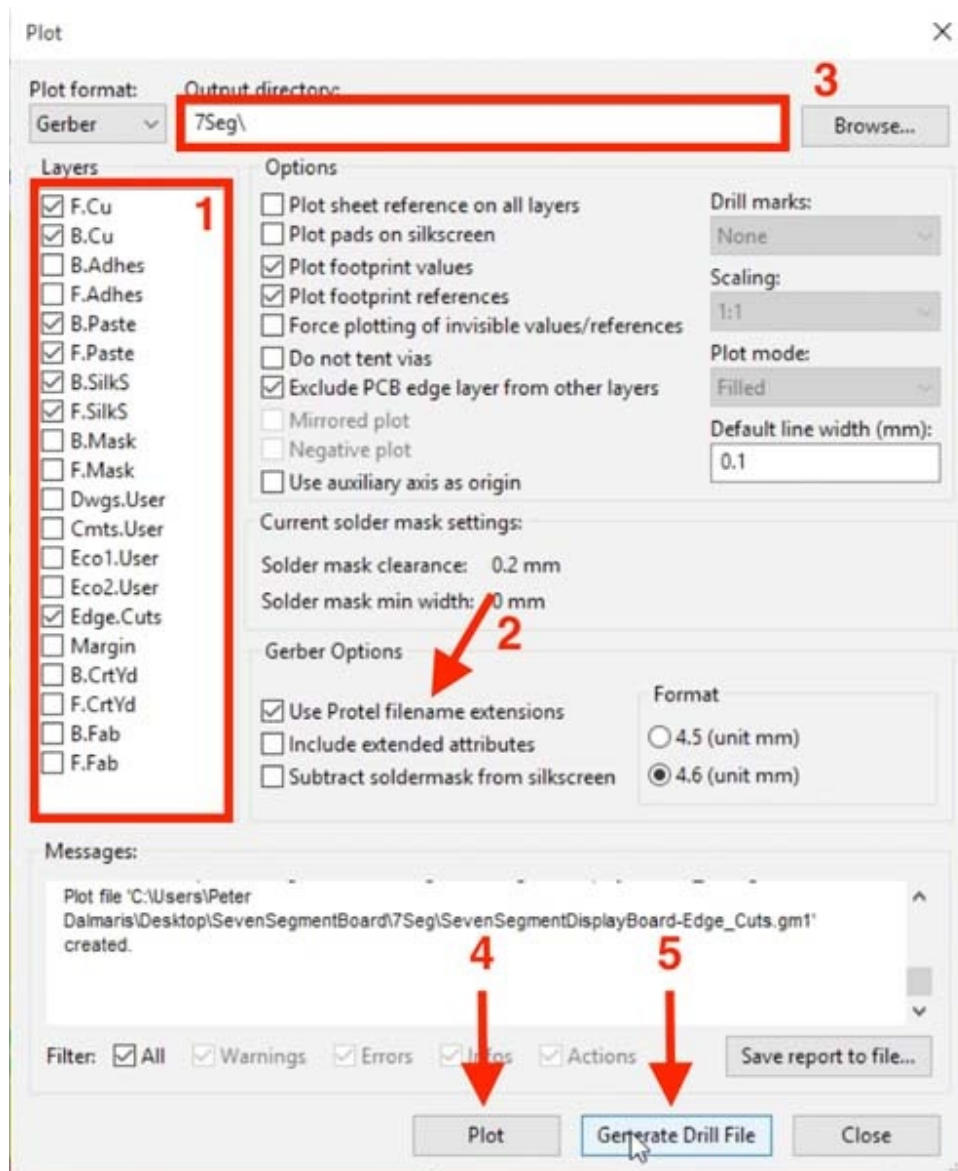 Plot
Plot format:
Output directory:
3
Gerber
7Seg\
Browse...
Layers
1
F.Cu
B.Cu
B.Adhes
F.Adhes
B.Paste
F.Paste
B.SilkS
F.SilkS
B.Mask
F.Mask
Dwgs.User
Cmts.User
Eco1.User
Eco2.User
Edge.Cuts
Margin
B.CrtYd
F.CrtYd
B.Fab
F.Fab
Options
Plot sheet reference on all layers
Plot pads on silkscreen
Plot footprint values
Plot footprint references
Force plotting of invisible values/references
Do not tent vias
Exclude PCB edge layer from other layers
Mirrored plot
Negative plot
Use auxiliary axis as origin
Drill marks:
None
Scaling:
1:1
Plot mode:
Filled
Default line width (mm):
0.1
Current solder mask settings:
Solder mask clearance: 0.2 mm
Solder mask min width: 0 mm
2
Gerber Options
Use Protel filename extensions
Include extended attributes
Subtract soldermask from silkscreen
Format
4.5 (unit mm)
4.6 (unit mm)
Messages:
Plot file 'C:\Users\Peter
Dalmaris\Desktop\SevenSegmentBoard\7Seg\SevenSegmentDisplayBoard-Edge_Cuts.gm1'
created.
4
5
Filter: All Warnings Errors Infos Actions
Save report to file...
Plot
Generate Drill File
Close